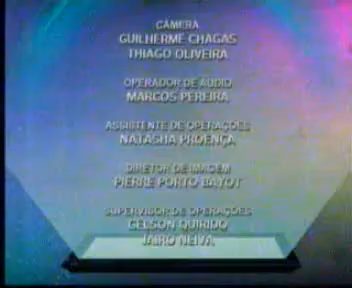 CÂMERA
GUILHERME CHAGAS
THIAGO OLIVEIRA
OPERADOR DE ÁUDIO
MARCOS PEREIRA
ASSISTENTE DE OPERAÇÕES
NATASHA PROENÇA
DIRETOR DE IMAGEM
PIERRE PORTO BAYOT
SUPERVISOR DE OPERAÇÕES
GELSON QUIRIDO
JAIRO NEIVA